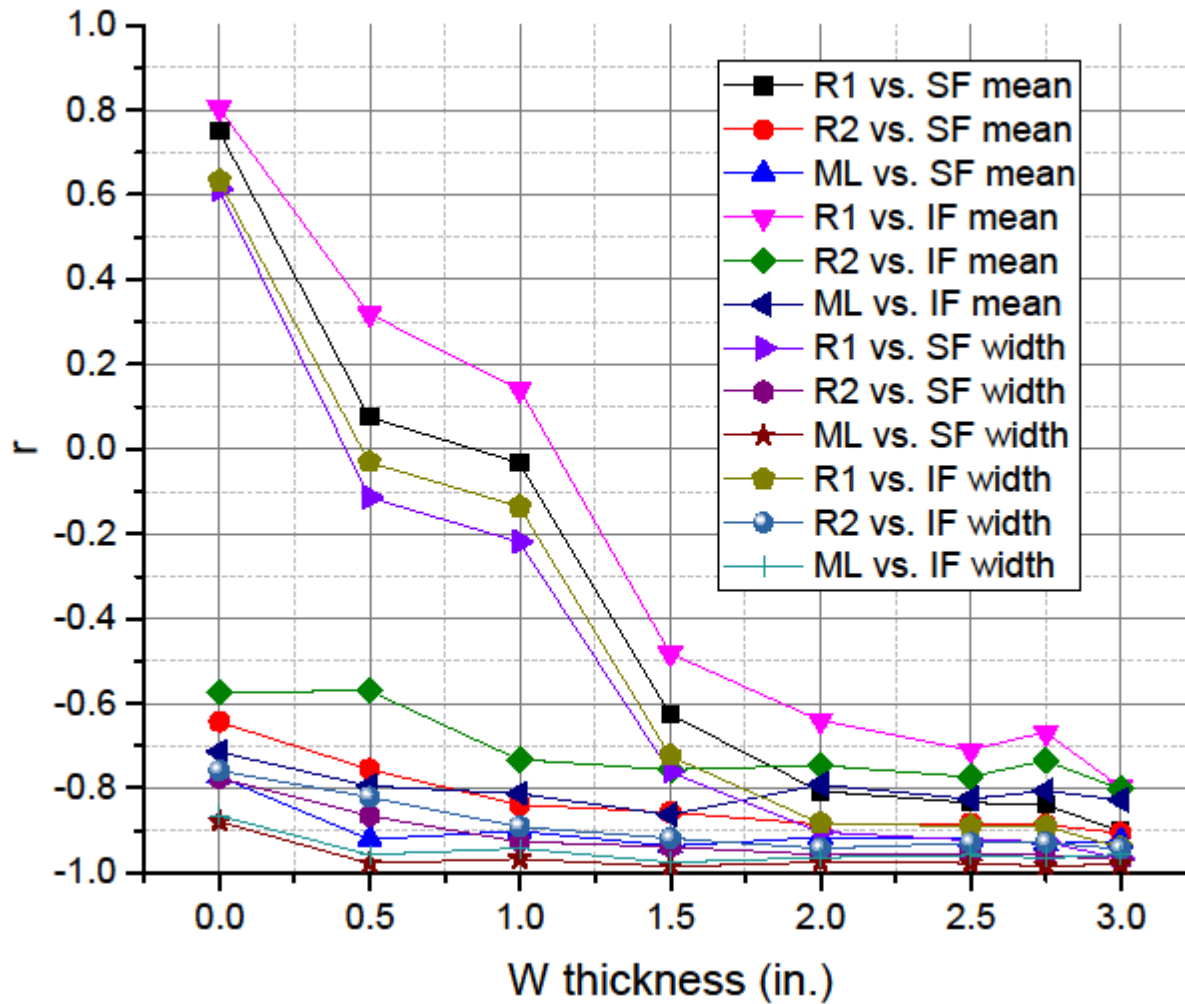 1.0
0.8
0.6
0.4
0.2
0.0
-0.2
-0.4
-0.6
-0.8
-1.0
r
R1 vs. SF mean
R2 vs. SF mean
ML vs. SF mean
R1 vs. IF mean
R2 vs. IF mean
ML vs. IF mean
R1 vs. SF width
R2 vs. SF width
ML vs. SF width
R1 vs. IF width
R2 vs. IF width
ML vs. IF width
0.0 0.5 1.0 1.5 2.0 2.5 3.0
W thickness (in.)